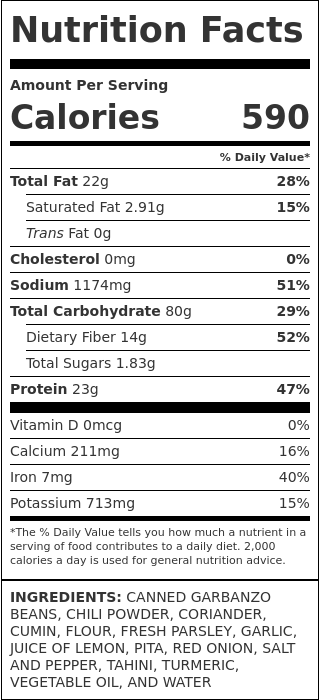 Nutrition Facts
Amount Per Serving
Calories 590
% Daily Value*
Total Fat 22g 28%
Saturated Fat 2.91g 15%
Trans Fat 0g
Cholesterol 0mg 0%
Sodium 1174mg 51%
Total Carbohydrate 80g 29%
Dietary Fiber 14g 52%
Total Sugars 1.83g
Protein 23g 47%
Vitamin D 0mcg 0%
Calcium 211mg 16%
Iron 7mg 40%
Potassium 713mg 15%
*The % Daily Value tells you how much a nutrient in a
serving of food contributes to a daily diet. 2,000
calories a day is used for general nutrition advice.
INGREDIENTS: CANNED GARBANZO
BEANS, CHILI POWDER, CORIANDER,
CUMIN, FLOUR, FRESH PARSLEY, GARLIC,
JUICE OF LEMON, PITA, RED ONION, SALT
AND PEPPER, TAHINI, TURMERIC,
VEGETABLE OIL, AND WATER